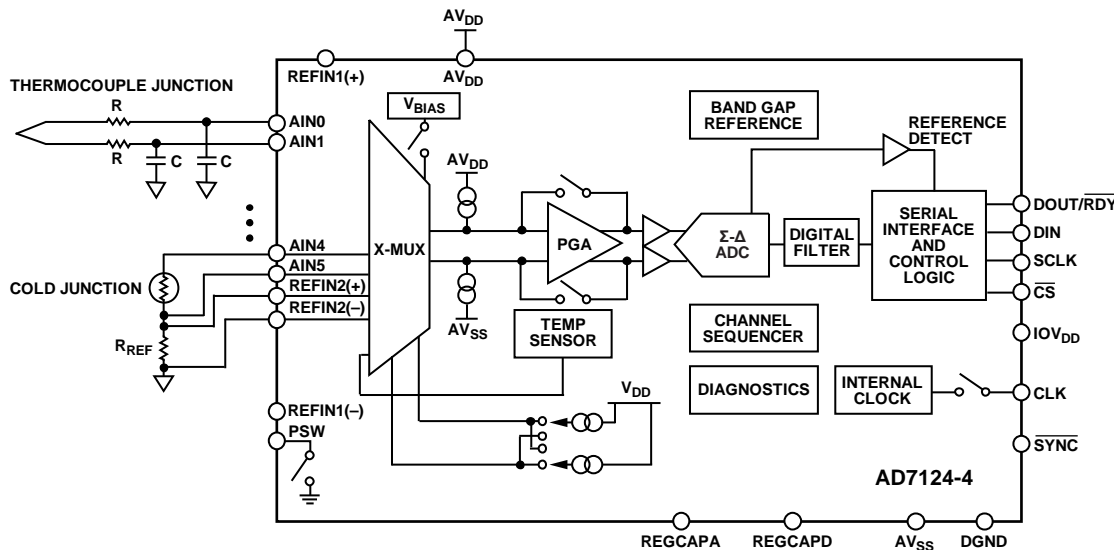 AVDD
REFIN1(+)
AVDD
THERMOCOUPLE JUNCTION
R
R
C
C
AIN0
AIN1
VBIAS
BAND GAP
REFERENCE
REFERENCE
DETECT
AVDD
X-MUX
PGA
Σ-Δ
ADC
DIGITAL
FILTER
SERIAL
INTERFACE
AND
CONTROL
LOGIC
DOUT/RDY
DIN
SCLK
CS
IOVDD
CLK
SYNC
AIN4
AIN5
REFIN2(+)
REFIN2(–)
COLD JUNCTION
RREF
AVSS
TEMP
SENSOR
CHANNEL
SEQUENCER
DIAGNOSTICS
INTERNAL
CLOCK
REFIN1(–)
PSW
VDD
AD7124-4
REGCAPA
REGCAPD
AVSS
DGND